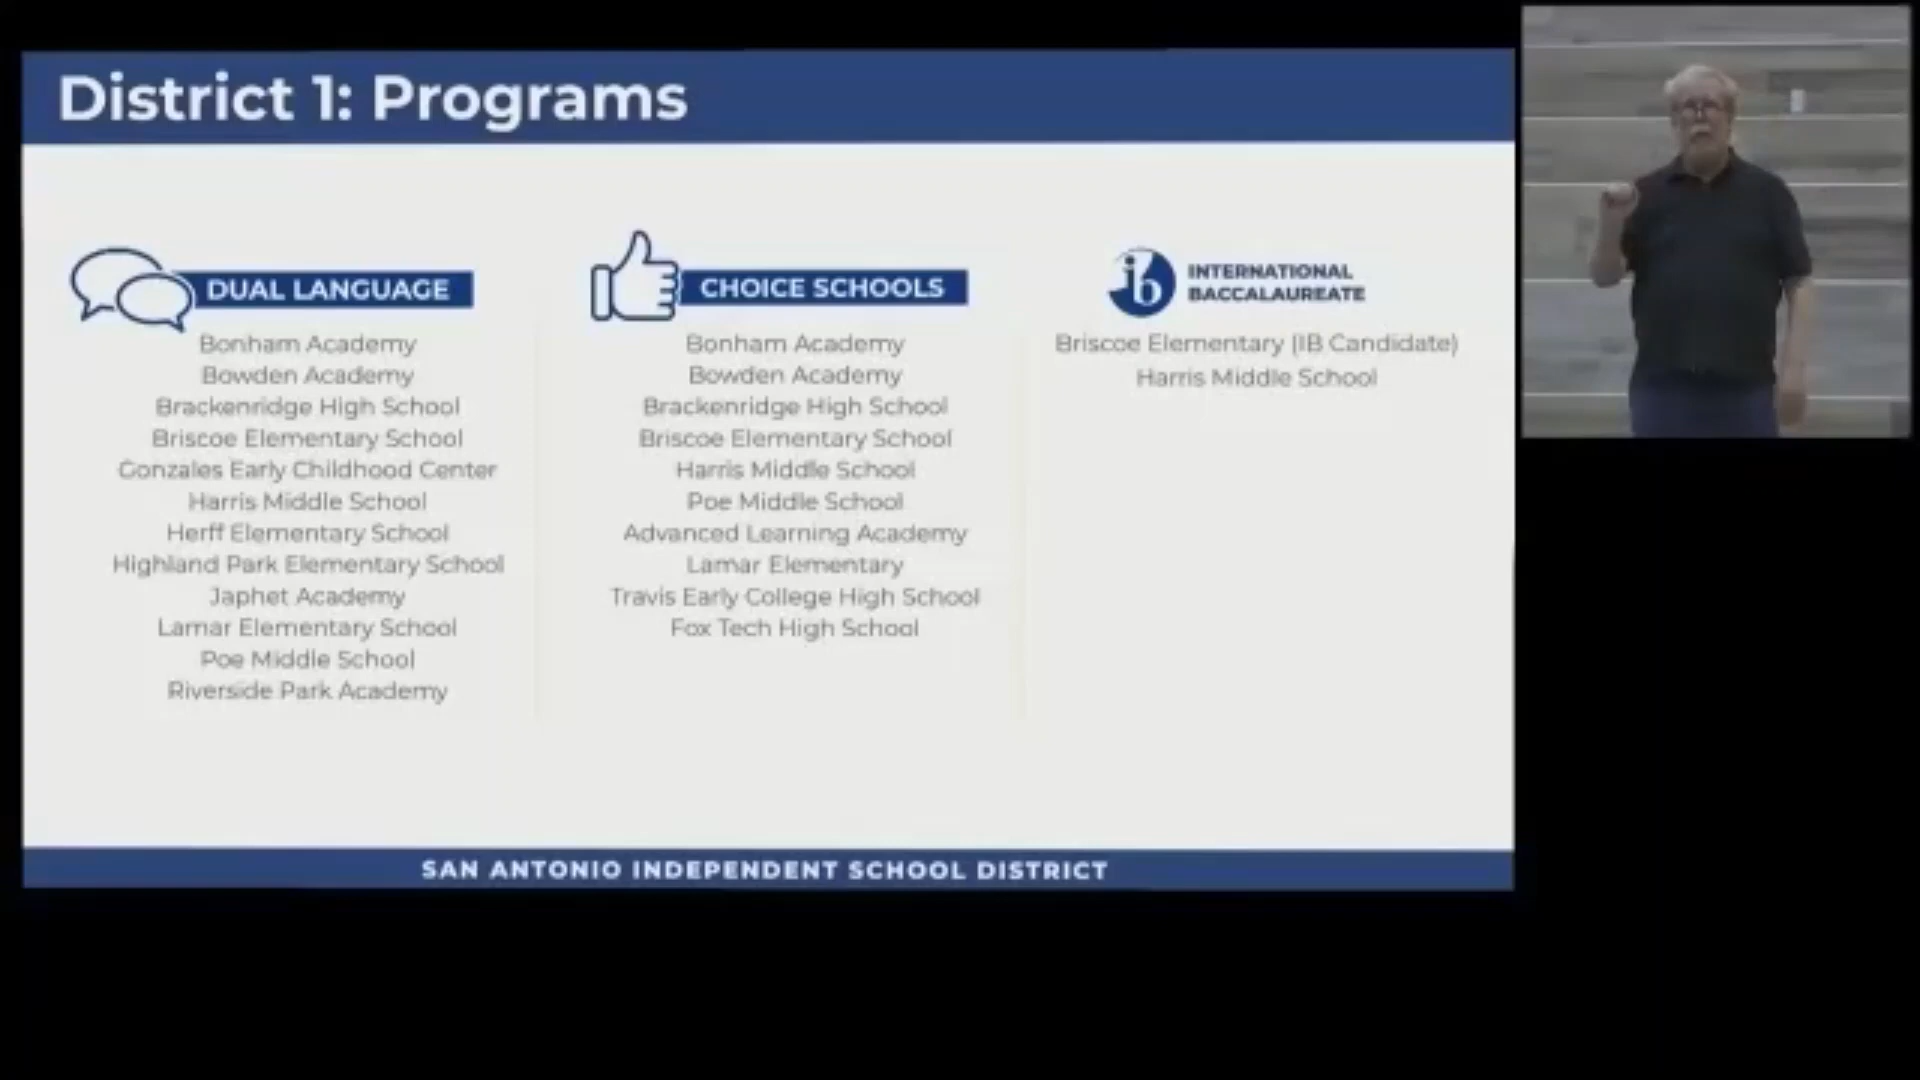 District 1: Programs
DUAL LANGUAGE
Bonham Academy
Bowden Academy
Brackenridge High School
Briscoe Elementary School
Gonzales Early Childhood Center
Harris Middle School
Herff Elementary School
Highland Park Elementary School
Japhet Academy
Lamar Elementary School
Poe Middle School
Riverside Park Academy
CHOICE SCHOOLS
Bonham Academy
Bowden Academy
Brackenridge High School
Briscoe Elementary School
Harris Middle School
Poe Middle School
Advanced Learning Academy
Lamar Elementary
Travis Early College High School
Fox Tech High School
ib
INTERNATIONAL
BACCALAUREATE
Briscoe Elementary (IB Candidate)
Harris Middle School
SAN ANTONIO INDEPENDENT SCHOOL DISTRICT